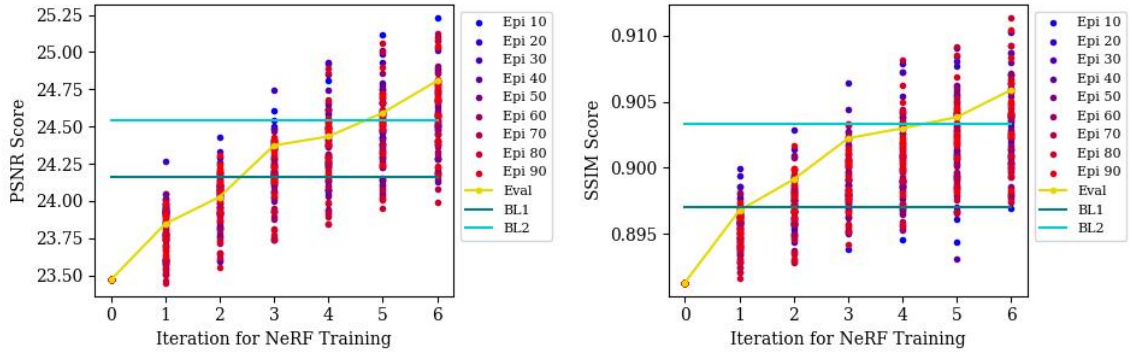 PSNR Score
25.25
25.00
24.75
24.50
24.25
24.00
23.75
23.50
0 1 2 3 4 5 6
Iteration for NeRF Training
Epi 10
Epi 20
Epi 30
Epi 40
Epi 50
Epi 60
Epi 70
Epi 80
Epi 90
Eval
BL1
BL2
SSIM Score
0.910
0.905
0.900
0.895
0 1 2 3 4 5 6
Iteration for NeRF Training
Epi 10
Epi 20
Epi 30
Epi 40
Epi 50
Epi 60
Epi 70
Epi 80
Epi 90
Eval
BL1
BL2